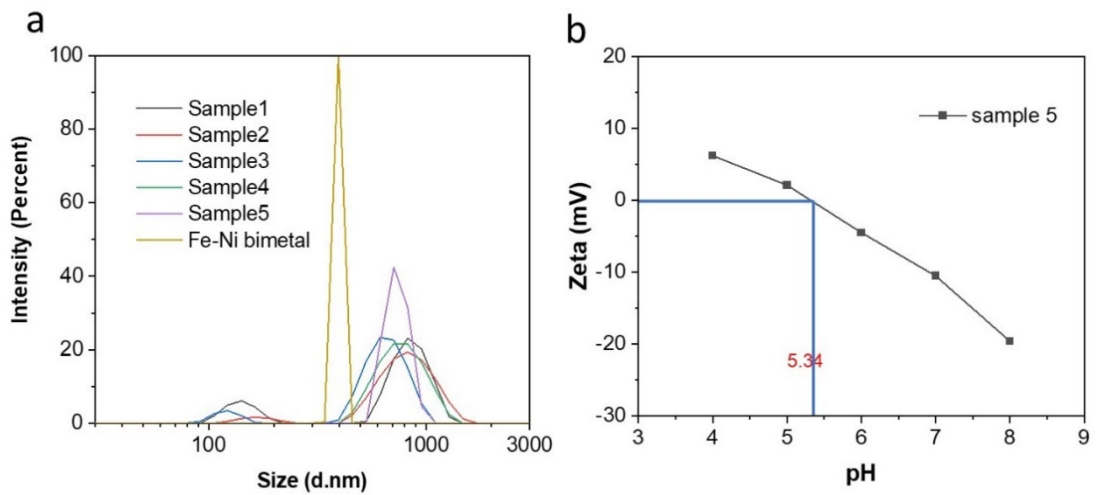 a
100
80
60
40
20
0
Intensity (Percent)
Sample1
Sample2
Sample3
Sample4
Sample5
Fe-Ni bimetal
100
1000
3000
Size (d.nm)
b
20
10
0
-10
-20
-30
Zeta (mV)
sample 5
5.34
3
4
5
6
7
8
9
pH